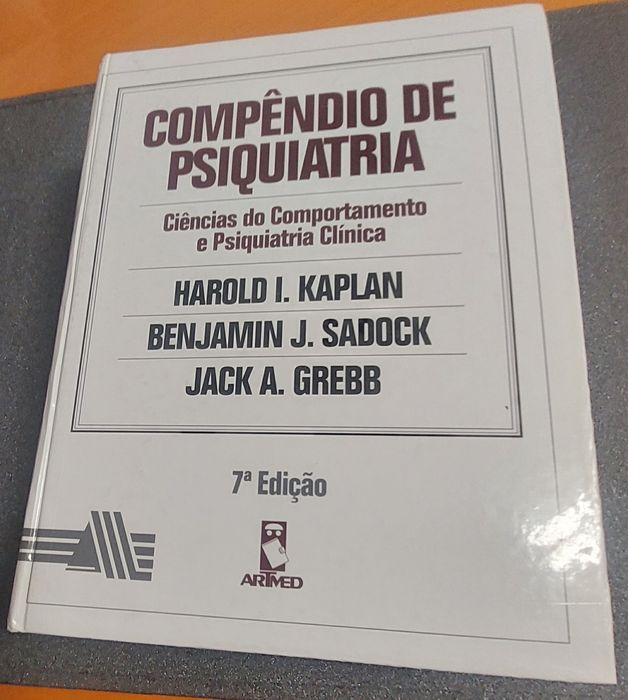 COMPÊNDIO DE
PSIQUIATRIA
Ciências do Comportamento
e Psiquiatria Clínica
HAROLD I. KAPLAN
BENJAMIN J. SADOCK
JACK A. GREBB
7ª Edição
ARTMED